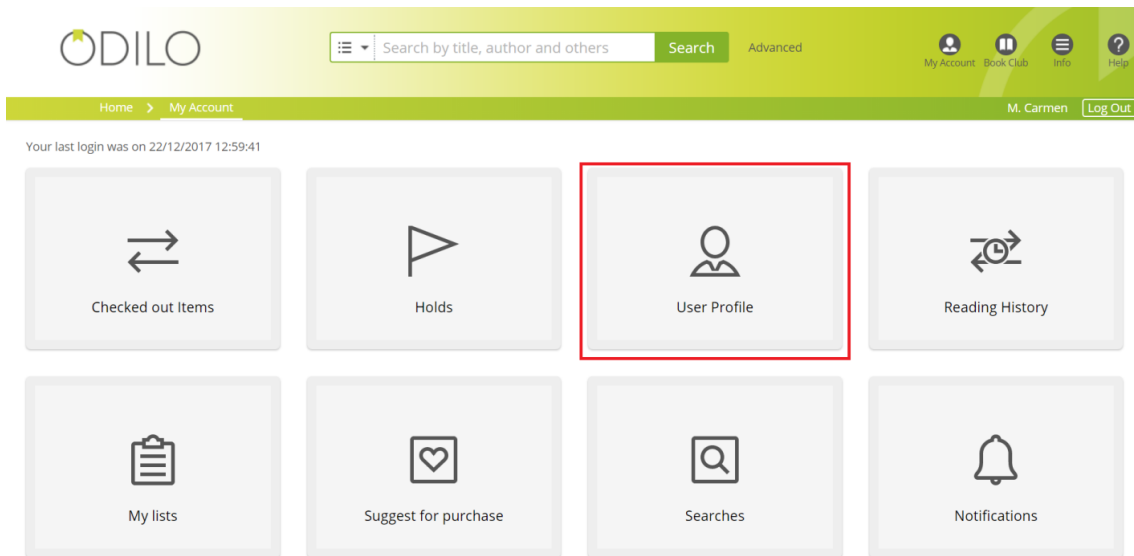 ODILO
Search by title, author and others
Search
Advanced
My Account
Book Club
Info
Help
Home > My Account
M. Carmen
Log Out
Your last login was on 22/12/2017 12:59:41
Checked out Items
Holds
User Profile
Reading History
My lists
Suggest for purchase
Searches
Notifications